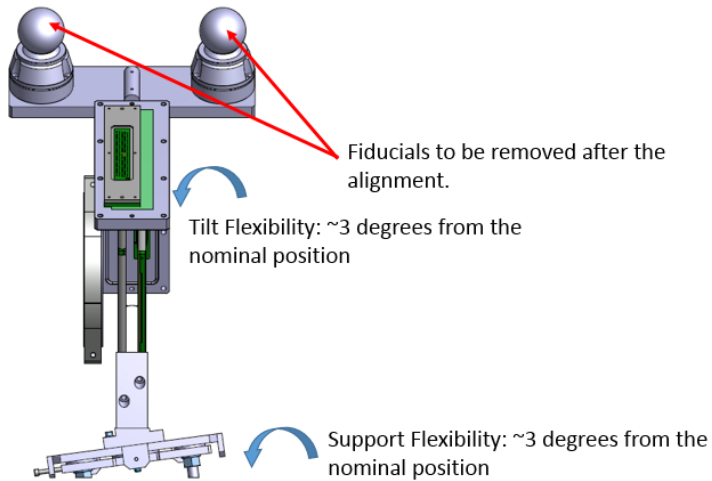 Fiducials to be removed after the
alignment.
Tilt Flexibility: ~3 degrees from the
nominal position
Support Flexibility: ~3 degrees from the
nominal position